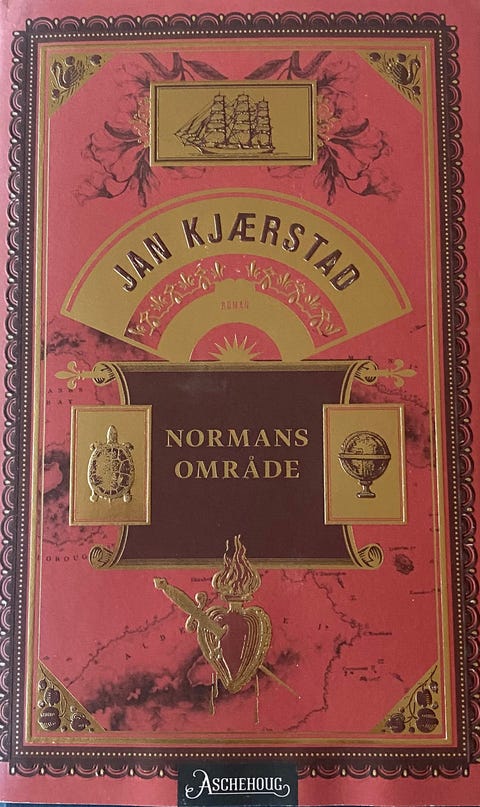 JAN KJÆRSTAD
ROMAN
NORMANS
OMRÅDE
ASCHEHOUG